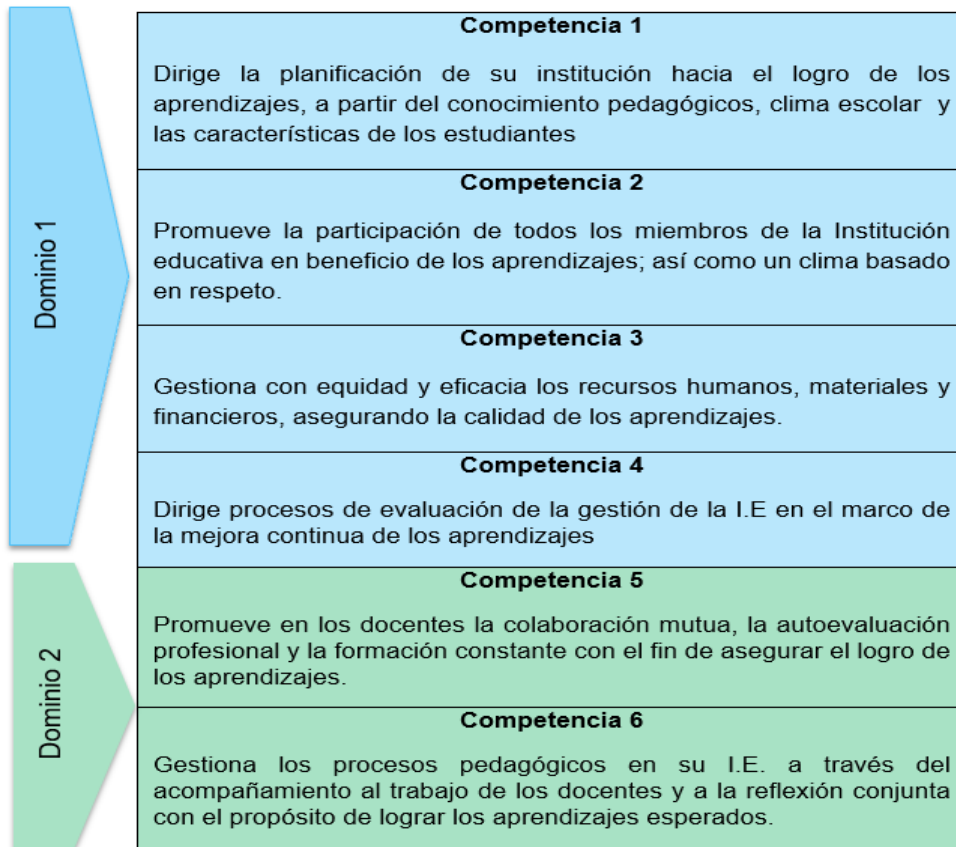 Dominio 1
Competencia 1
Dirige la planificación de su institución hacia el logro de los
aprendizajes, a partir del conocimiento pedagógicos, clima escolar y
las características de los estudiantes
Competencia 2
Promueve la participación de todos los miembros de la Institución
educativa en beneficio de los aprendizajes; así como un clima basado
en respeto.
Competencia 3
Gestiona con equidad y eficacia los recursos humanos, materiales y
financieros, asegurando la calidad de los aprendizajes.
Competencia 4
Dirige procesos de evaluación de la gestión de la I.E en el marco de
la mejora continua de los aprendizajes
Dominio 2
Competencia 5
Promueve en los docentes la colaboración mutua, la autoevaluación
profesional y la formación constante con el fin de asegurar el logro de
los aprendizajes.
Competencia 6
Gestiona los procesos pedagógicos en su I.E. a través del
acompañamiento al trabajo de los docentes y a la reflexión conjunta
con el propósito de lograr los aprendizajes esperados.